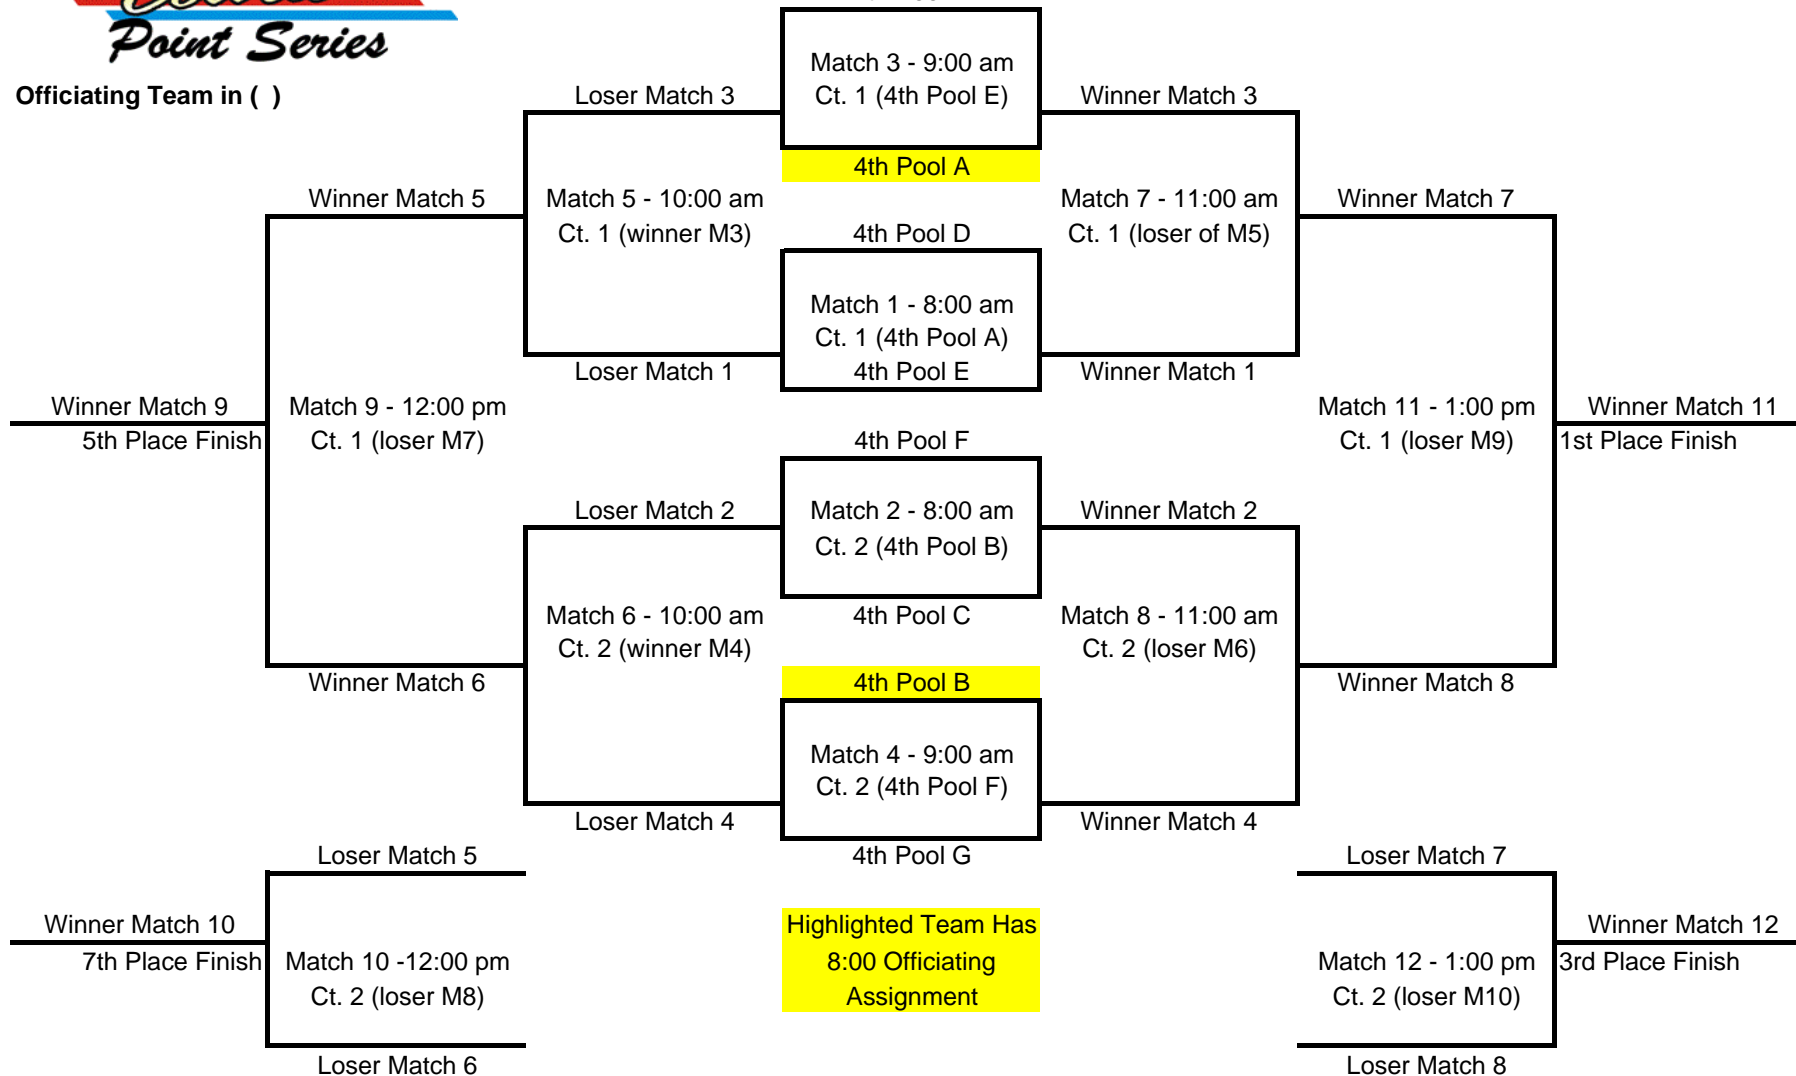 Point Series
Officiating Team in ( )
Match 3 - 9:00 am
Ct. 1 (4th Pool E)
Loser Match 3
Winner Match 3
4th Pool A
Winner Match 5
Match 5 - 10:00 am
Ct. 1 (winner M3)
4th Pool D
Match 7 - 11:00 am
Ct. 1 (loser of M5)
Winner Match 7
Match 1 - 8:00 am
Ct. 1 (4th Pool A)
4th Pool E
Loser Match 1
Winner Match 1
Winner Match 9
5th Place Finish
Match 9 - 12:00 pm
Ct. 1 (loser M7)
4th Pool F
Match 11 - 1:00 pm
Ct. 1 (loser M9)
Winner Match 11
1st Place Finish
Loser Match 2
Match 2 - 8:00 am
Ct. 2 (4th Pool B)
Winner Match 2
4th Pool C
Match 6 - 10:00 am
Ct. 2 (winner M4)
Match 8 - 11:00 am
Ct. 2 (loser M6)
Winner Match 6
4th Pool B
Winner Match 8
Match 4 - 9:00 am
Ct. 2 (4th Pool F)
Loser Match 4
Winner Match 4
4th Pool G
Loser Match 5
Loser Match 7
Winner Match 10
7th Place Finish
Match 10 -12:00 pm
Ct. 2 (loser M8)
Loser Match 6
Highlighted Team Has
8:00 Officiating
Assignment
Match 12 - 1:00 pm
Ct. 2 (loser M10)
Winner Match 12
3rd Place Finish
Loser Match 8